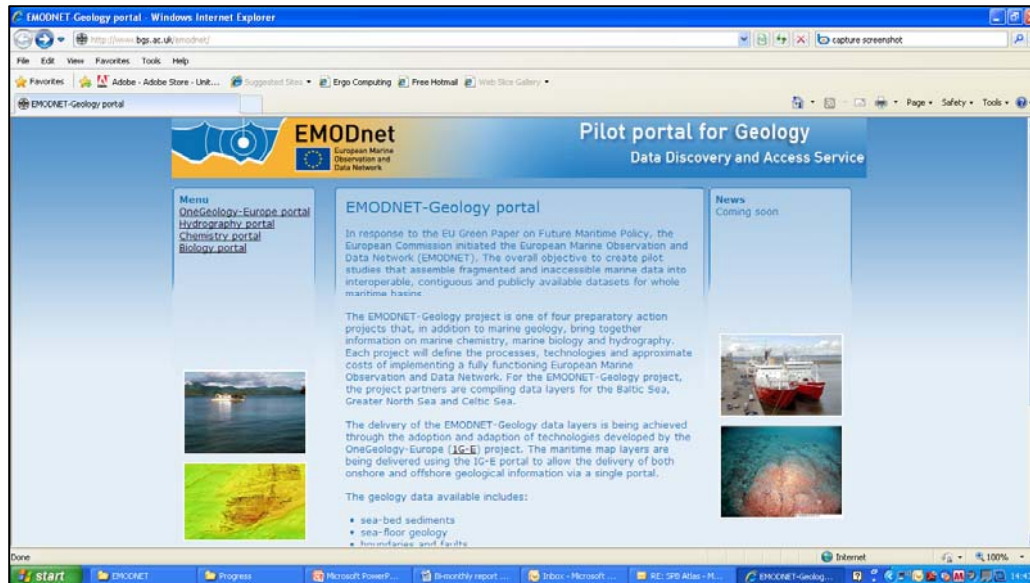 EMODNET-Geology portal - Windows Internet Explorer
http://www.bgs.ac.uk/emodnet/
capture screenshot
File Edit View Favorites Tools Help
Favorites Adobe - Adobe Store - Unit... Suggested Sites Ergo Computing Free Hotmail Web Slice Gallery
EMODNET-Geology portal
Page Safety Tools
EMODnet
European Marine
Observation and
Data Network
Pilot portal for Geology
Data Discovery and Access Service
Menu
OneGeology-Europe portal
Hydrography portal
Chemistry portal
Biology portal
EMODNET-Geology portal
In response to the EU Green Paper on Future Maritime Policy, the
European Commission initiated the European Marine Observation and
Data Network (EMODNET). The overall objective to create pilot
studies that assemble fragmented and inaccessible marine data into
interoperable, contiguous and publicly available datasets for whole
maritime basins
The EMODNET-Geology project is one of four preparatory action
projects that, in addition to marine geology, bring together
information on marine chemistry, marine biology and hydrography.
Each project will define the processes, technologies and approximate
costs of implementing a fully functioning European Marine
Observation and Data Network. For the EMODNET-Geology project,
the project partners are compiling data layers for the Baltic Sea,
Greater North Sea and Celtic Sea.
The delivery of the EMODNET-Geology data layers is being achieved
through the adoption and adaption of technologies developed by the
OneGeology-Europe (1G-E) project. The maritime map layers are
being delivered using the 1G-E portal to allow the delivery of both
onshore and offshore geological information via a single portal.
The geology data available includes:
• sea-bed sediments
• sea-floor geology
• boundaries and faults
News
Coming soon
Done
Internet
100%
start
EMODNET
Progress
Microsoft PowerP...
Bi-monthly report ...
Inbox - Microsoft ...
RE: SPB Atlas - M...
EMODNET-Geolog...